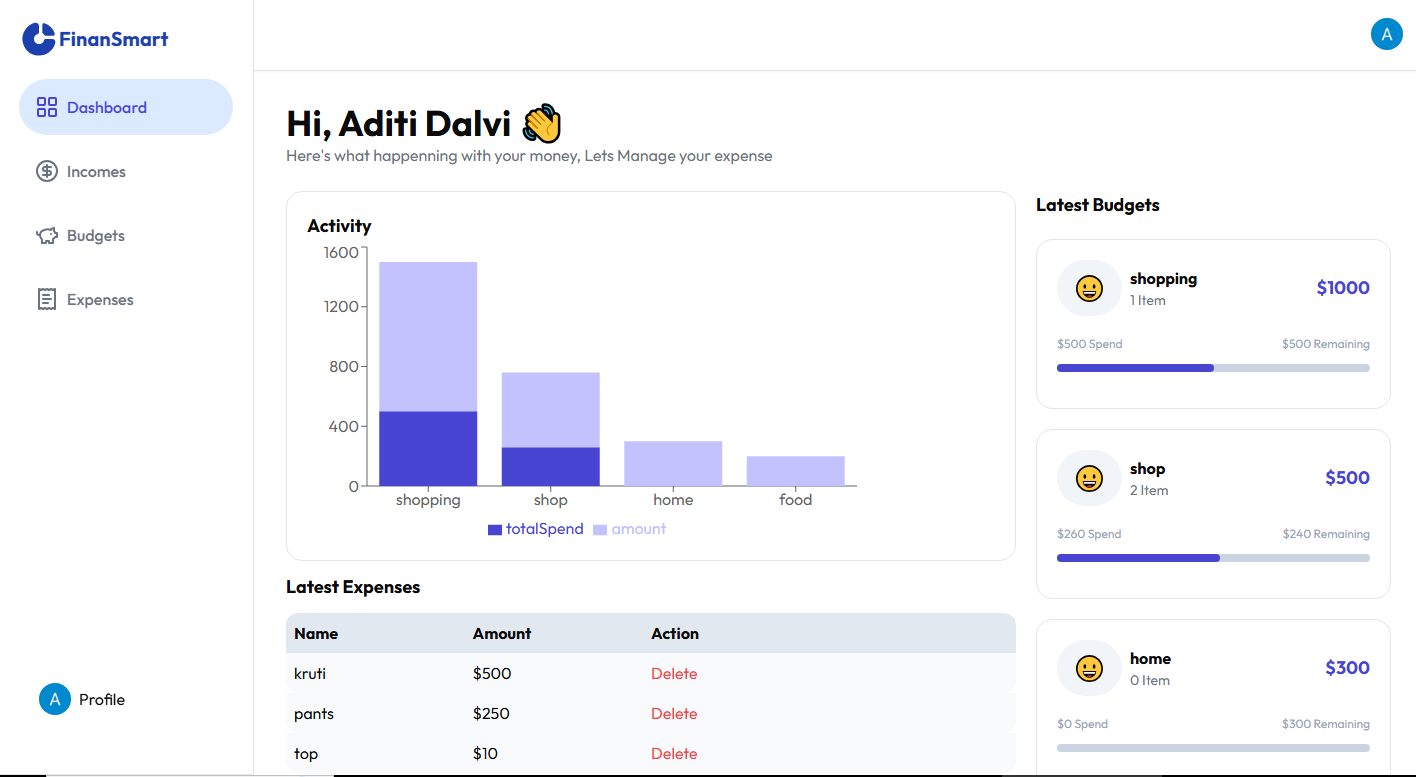 FinanSmart
A
Dashboard
Incomes
Budgets
Expenses
A Profile
Hi, Aditi Dalvi 👋
Here's what happenning with your money, Lets Manage your expense
Activity
1600
1200
800
400
0
shopping shop home food
totalSpend amount
Latest Expenses
Name Amount Action
kruti $500 Delete
pants $250 Delete
top $10 Delete
Latest Budgets
shopping $1000
1 Item
$500 Spend $500 Remaining
shop $500
2 Item
$260 Spend $240 Remaining
home $300
0 Item
$0 Spend $300 Remaining